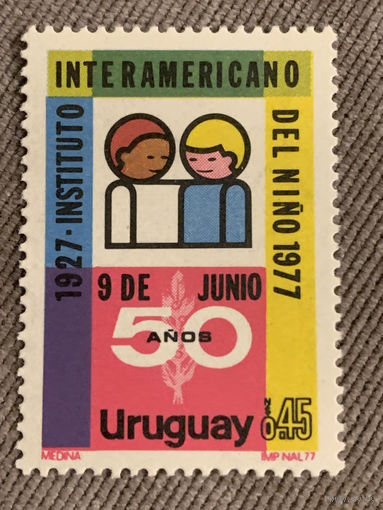 1927·INSTITUTO
INTERAMERICANO
DEL NIÑO 1977
9 DE JUNIO
50
AÑOS
Uruguay N$0.45
MEDINA IMP NAL 77